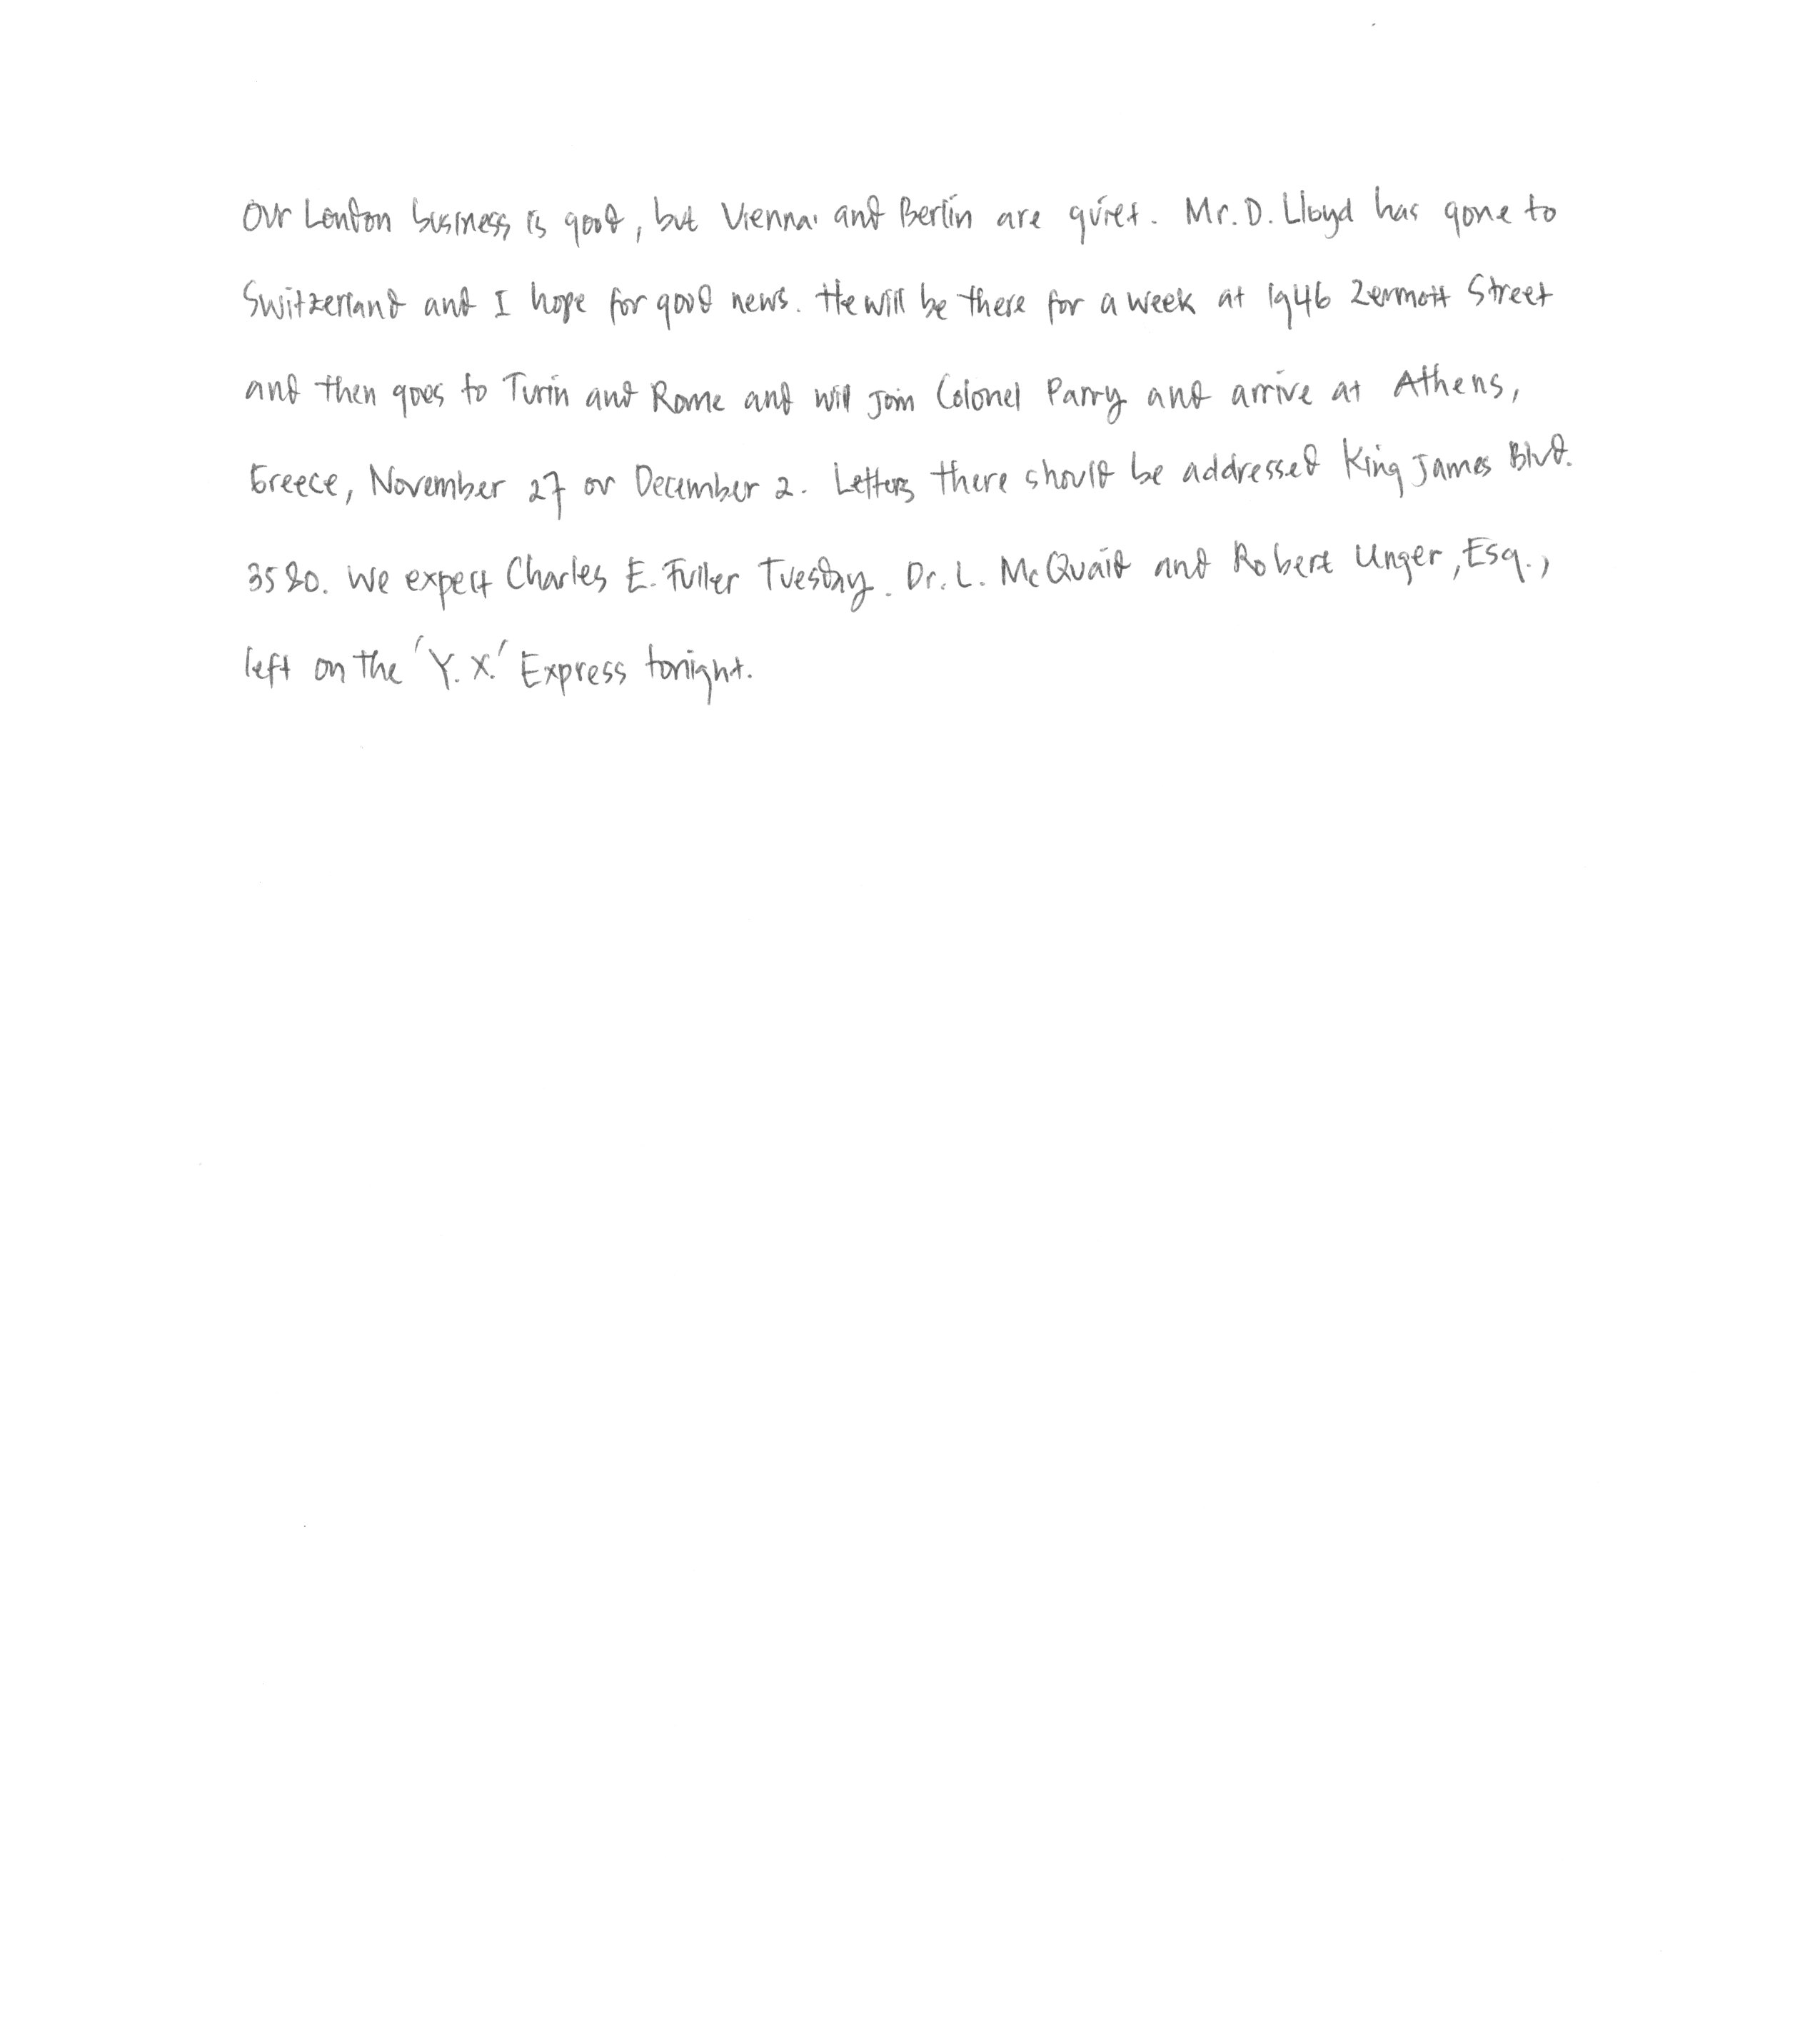 Our London business is good, but Vienna and Berlin are quiet. Mr. D. Lloyd has gone to
Switzerland and I hope for good news. He will be there for a week at 1946 Zermott Street
and then goes to Turin and Rome and will join Colonel Parry and arrive at Athens,
Greece, November 27 or December 2. Letters there should be addressed King James Blvd.
3580. We expect Charles E. Fuller Tuesday. Dr. L. McQuaid and Robert Unger, Esq.,
left on the 'Y.X.' Express tonight.